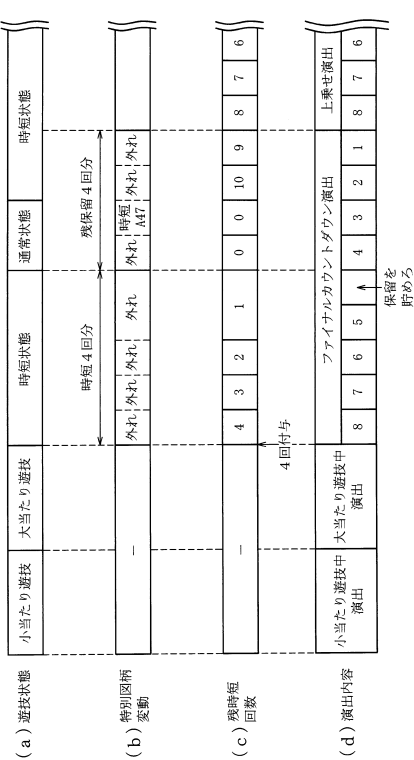 (a) 遊技状態
小当たり遊技
大当たり遊技
時短状態
通常状態
時短状態
時短4回分
残保留4回分
(b) 特別図柄
変動
－
外れ
外れ
外れ
外れ
外れ
時短
A47
外れ
外れ
(c) 残時短
回数
－
4
3
2
1
0
0
10
9
8
7
6
4回付与
(d) 演出内容
小当たり遊技中
演出
大当たり遊技中
演出
ファイナルカウントダウン演出
上乗せ演出
8
7
6
5
4
3
2
1
8
7
6
保留を
貯めろ